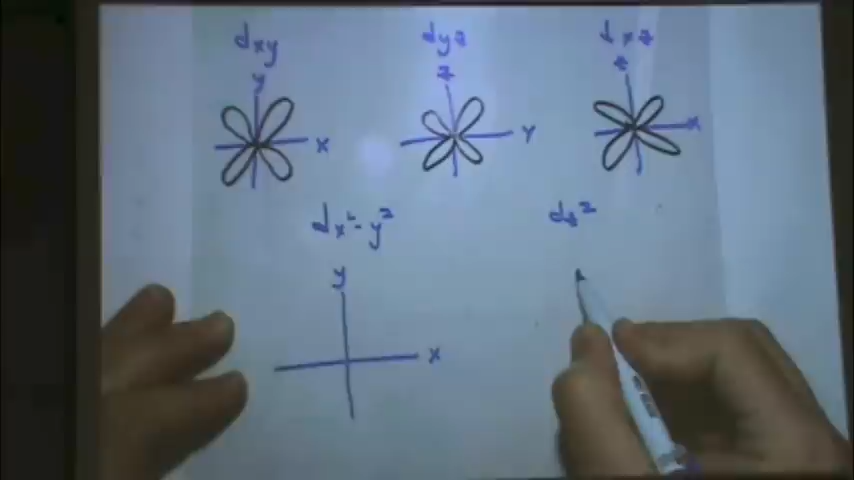 dxy dyz dxz
y z z
x y x
dx²-y² dz²
y
x